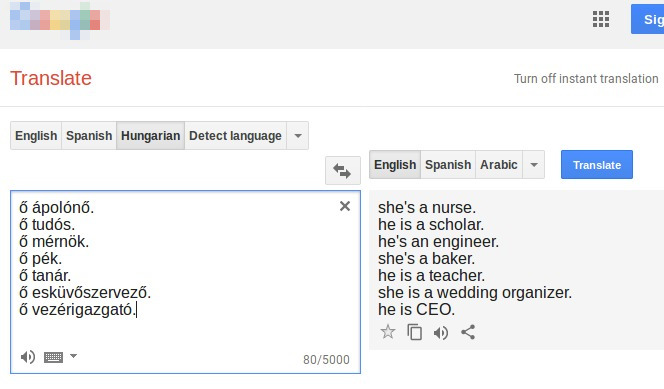 Sig
Translate
Turn off instant translation
English Spanish Hungarian Detect language
English Spanish Arabic Translate
ő ápolónő.
ő tudós.
ő mérnök.
ő pék.
ő tanár.
ő esküvőszervező.
ő vezérigazgató.
80/5000
she's a nurse.
he is a scholar.
he's an engineer.
she's a baker.
he is a teacher.
she is a wedding organizer.
he is CEO.